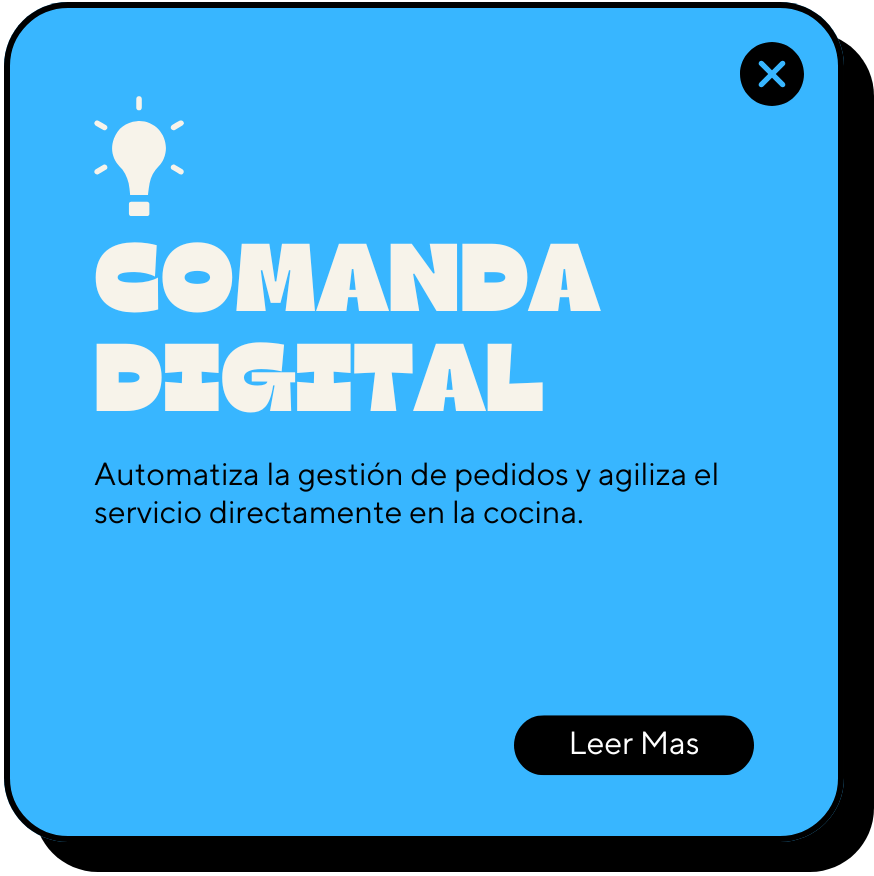 COMANDA
DIGITAL
Automatiza la gestión de pedidos y agiliza el
servicio directamente en la cocina.
Leer Mas